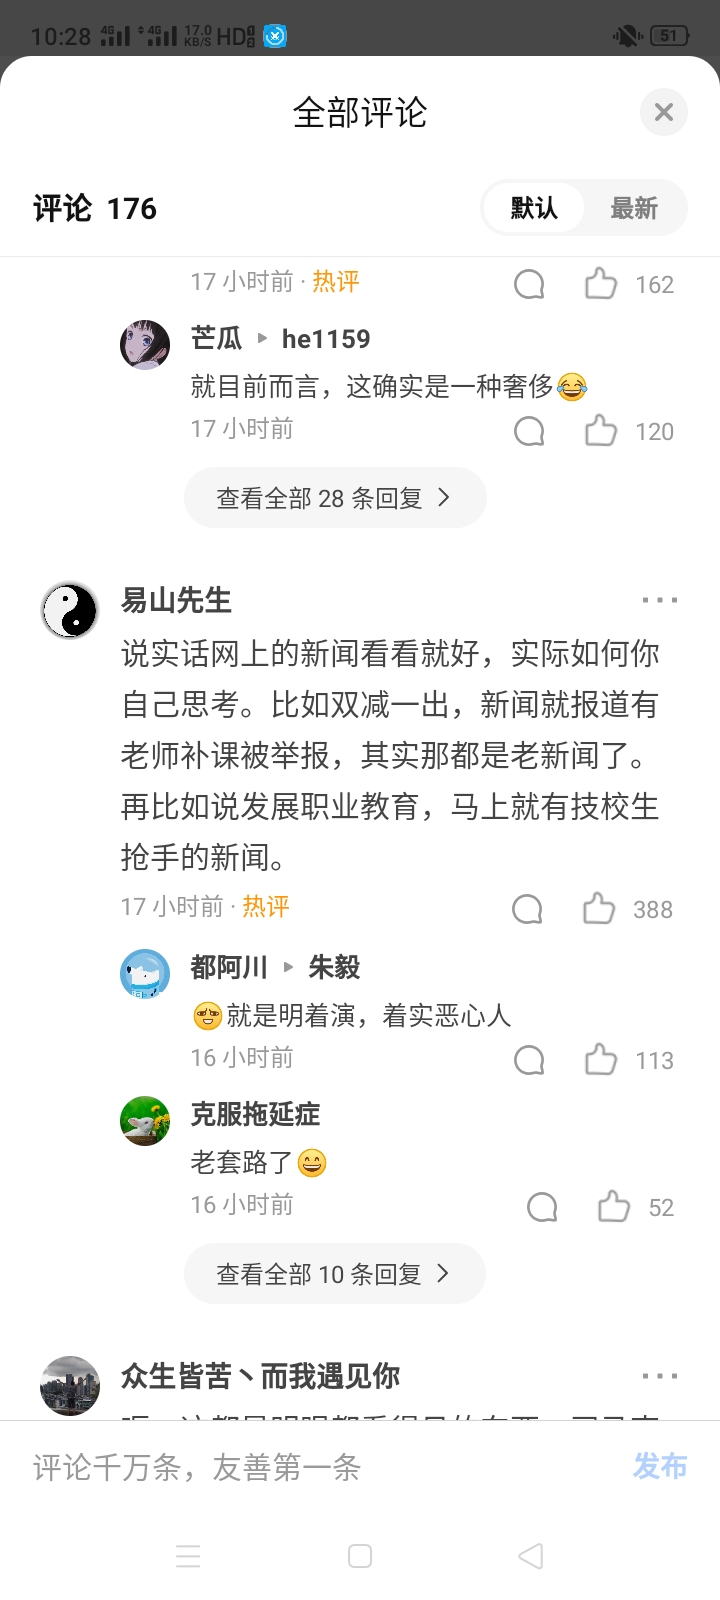 10:28 4G 4G 17.0 KB/S HD 1 2 51
全部评论
评论 176 默认 最新
17 小时前 · 热评 162
芒瓜 ▸ he1159
就目前而言，这确实是一种奢侈😂
17 小时前 120
查看全部 28 条回复
易山先生
说实话网上的新闻看看就好，实际如何你
自己思考。比如双减一出，新闻就报道有
老师补课被举报，其实那都是老新闻了。
再比如说发展职业教育，马上就有技校生
抢手的新闻。
17 小时前 · 热评 388
都阿川 ▸ 朱毅
就是明着演，着实恶心人
16 小时前 113
克服拖延症
老套路了😄
16 小时前 52
查看全部 10 条回复
众生皆苦丶而我遇见你
评论千万条，友善第一条 发布